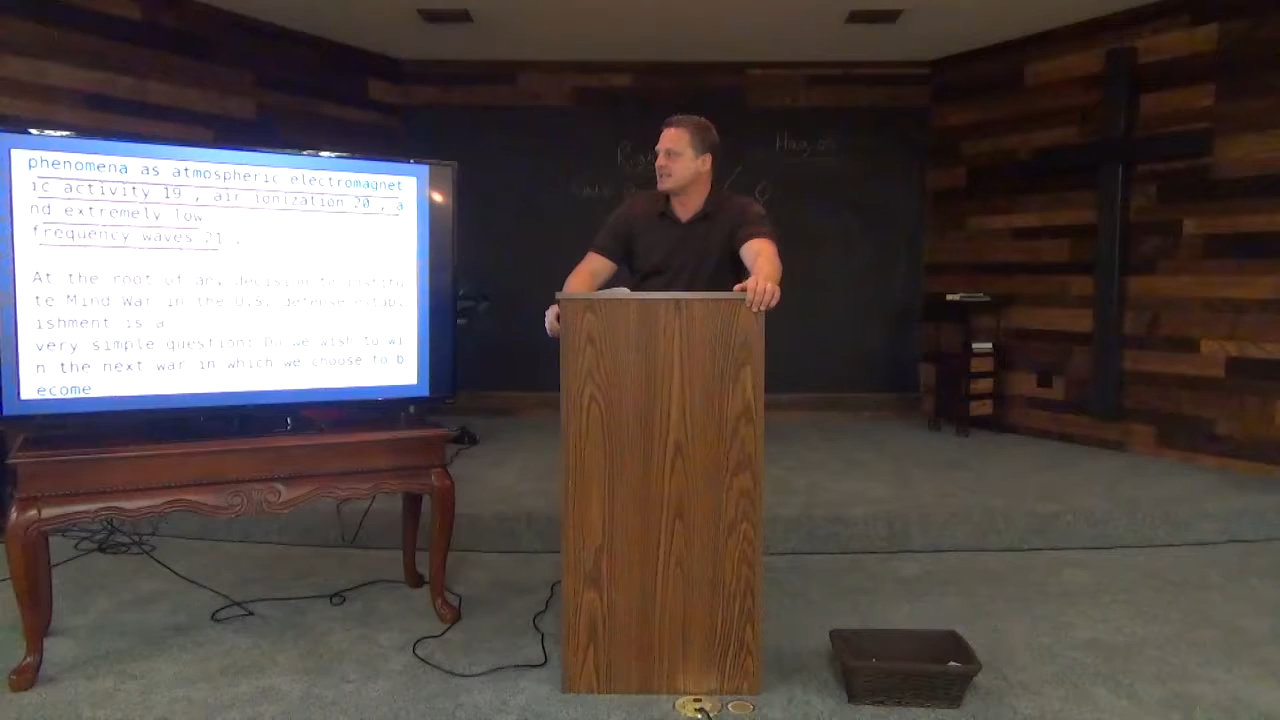 phenomena as atmospheric electromagnet
ic activity 19 , air ionization 20 , a
nd extremely low
frequency waves 21 .
At the root of any decision to institu
te Mind War in the U.S. defense estab
ishment is a
very simple question: Do we wish to wi
n the next war in which we choose to b
ecome